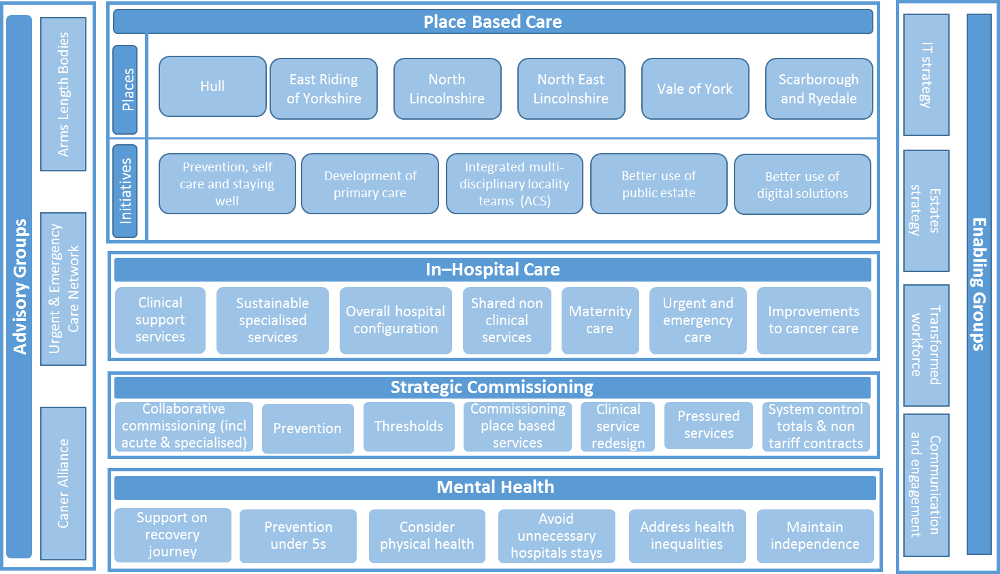 Advisory Groups
Arms Length Bodies
Urgent & Emergency
Care Network
Caner Alliance
Place Based Care
Places
Hull
East Riding
of Yorkshire
North
Lincolnshire
North East
Lincolnshire
Vale of York
Scarborough
and Ryedale
Initiatives
Prevention, self
care and staying
well
Development of
primary care
Integrated multi-
disciplinary locality
teams (ACS)
Better use of
public estate
Better use of
digital solutions
In–Hospital Care
Clinical
support
services
Sustainable
specialised
services
Overall hospital
configuration
Shared non
clinical
services
Maternity
care
Urgent and
emergency
care
Improvements
to cancer care
Strategic Commissioning
Collaborative
commissioning (incl
acute & specialised)
Prevention
Thresholds
Commissioning
place based
services
Clinical
service
redesign
Pressured
services
System control
totals & non
tariff contracts
Mental Health
Support on
recovery
journey
Prevention
under 5s
Consider
physical health
Avoid
unnecessary
hospitals stays
Address health
inequalities
Maintain
independence
IT strategy
Estates
strategy
Transformed
workforce
Communication
and engagement
Enabling Groups